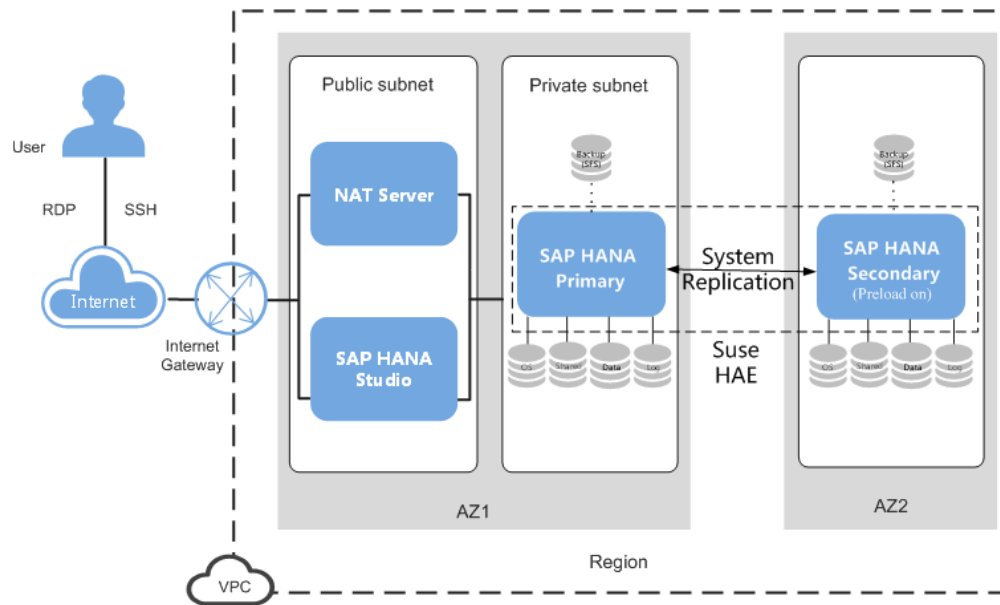 User
RDP
SSH
Internet
Internet
Gateway
Public subnet
NAT Server
SAP HANA
Studio
Private subnet
Backup
(SFS)
SAP HANA
Primary
OS
Shared
Data
Log
AZ1
System
Replication
Suse
HAE
Backup
(SFS)
SAP HANA
Secondary
(Preload on)
OS
Shared
Data
Log
AZ2
Region
VPC